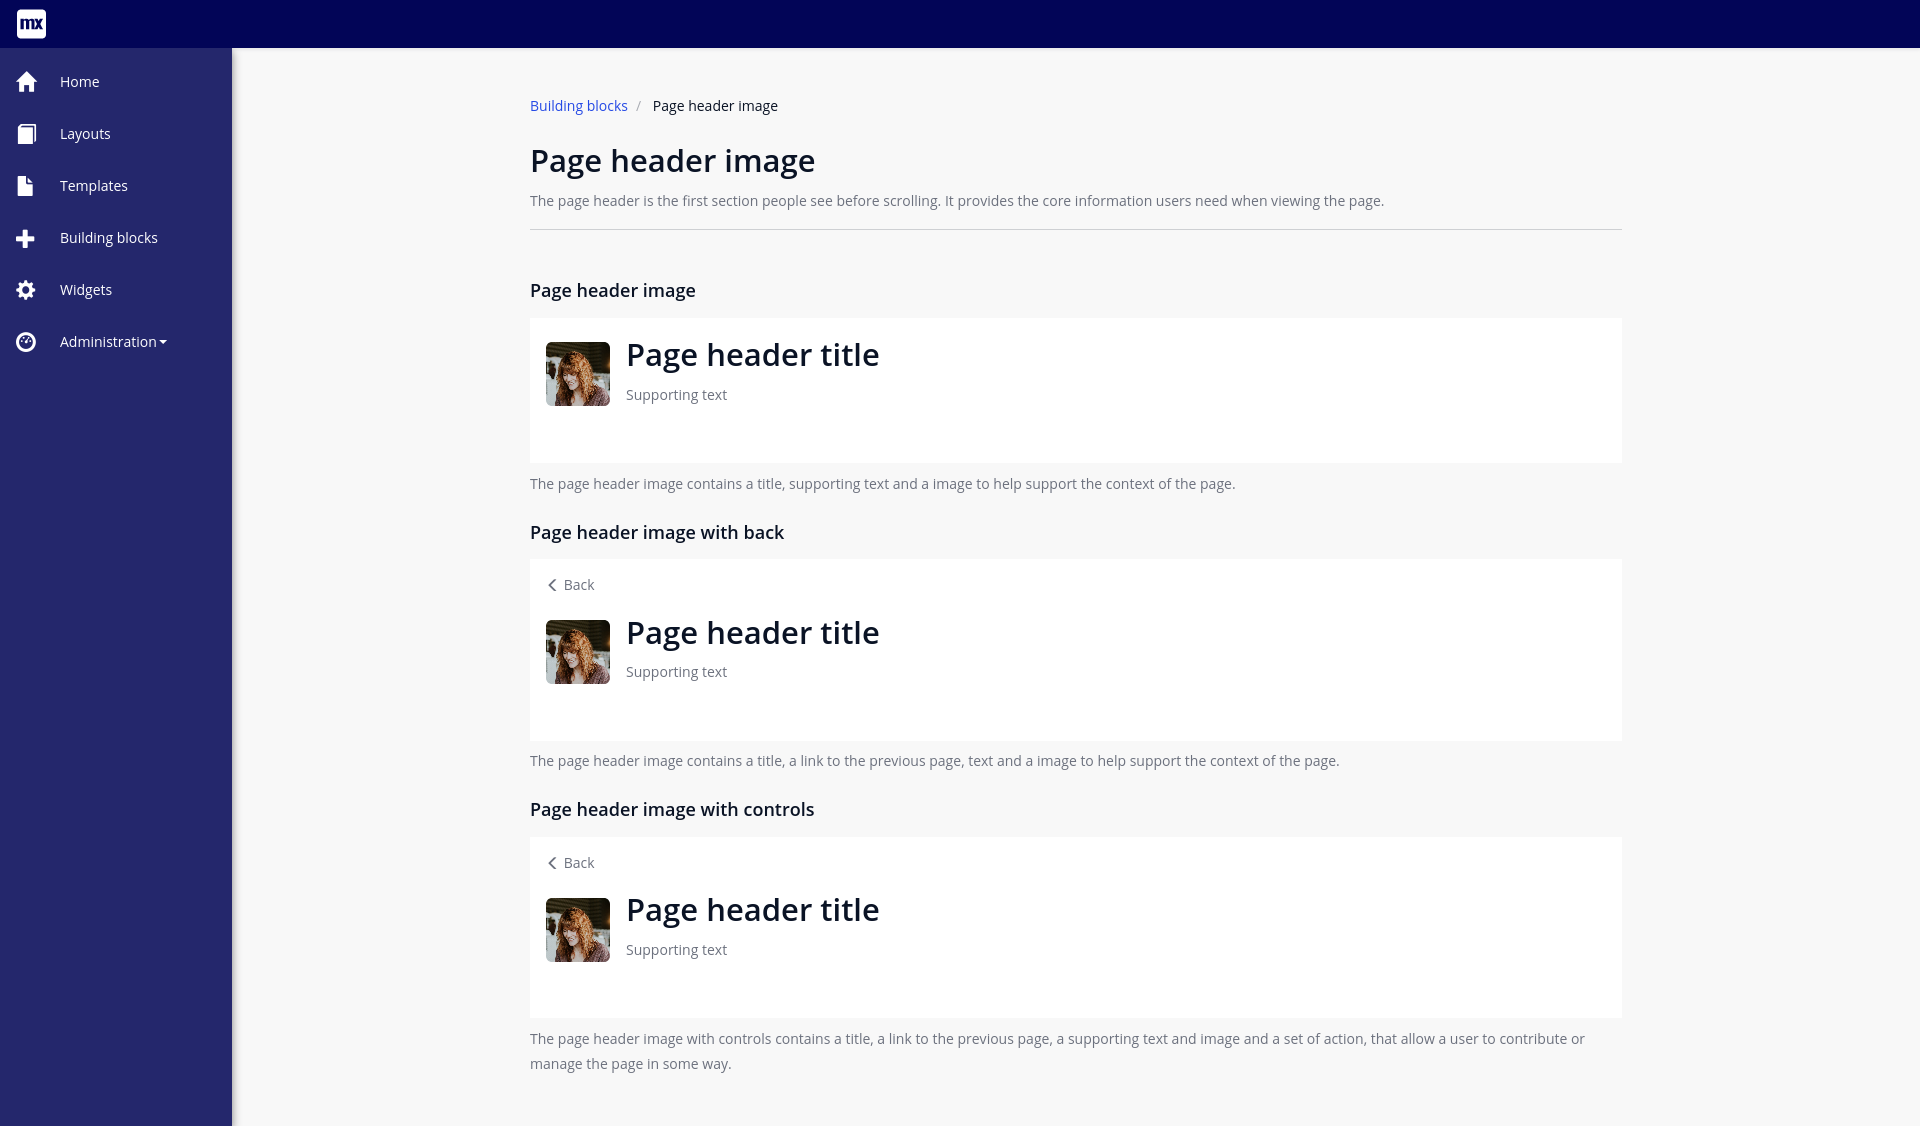 mx
Home
Layouts
Templates
Building blocks
Widgets
Administration
Building blocks / Page header image
Page header image
The page header is the first section people see before scrolling. It provides the core information users need when viewing the page.
Page header image
Page header title
Supporting text
The page header image contains a title, supporting text and a image to help support the context of the page.
Page header image with back
Back
Page header title
Supporting text
The page header image contains a title, a link to the previous page, text and a image to help support the context of the page.
Page header image with controls
Back
Page header title
Supporting text
The page header image with controls contains a title, a link to the previous page, a supporting text and image and a set of action, that allow a user to contribute or
manage the page in some way.